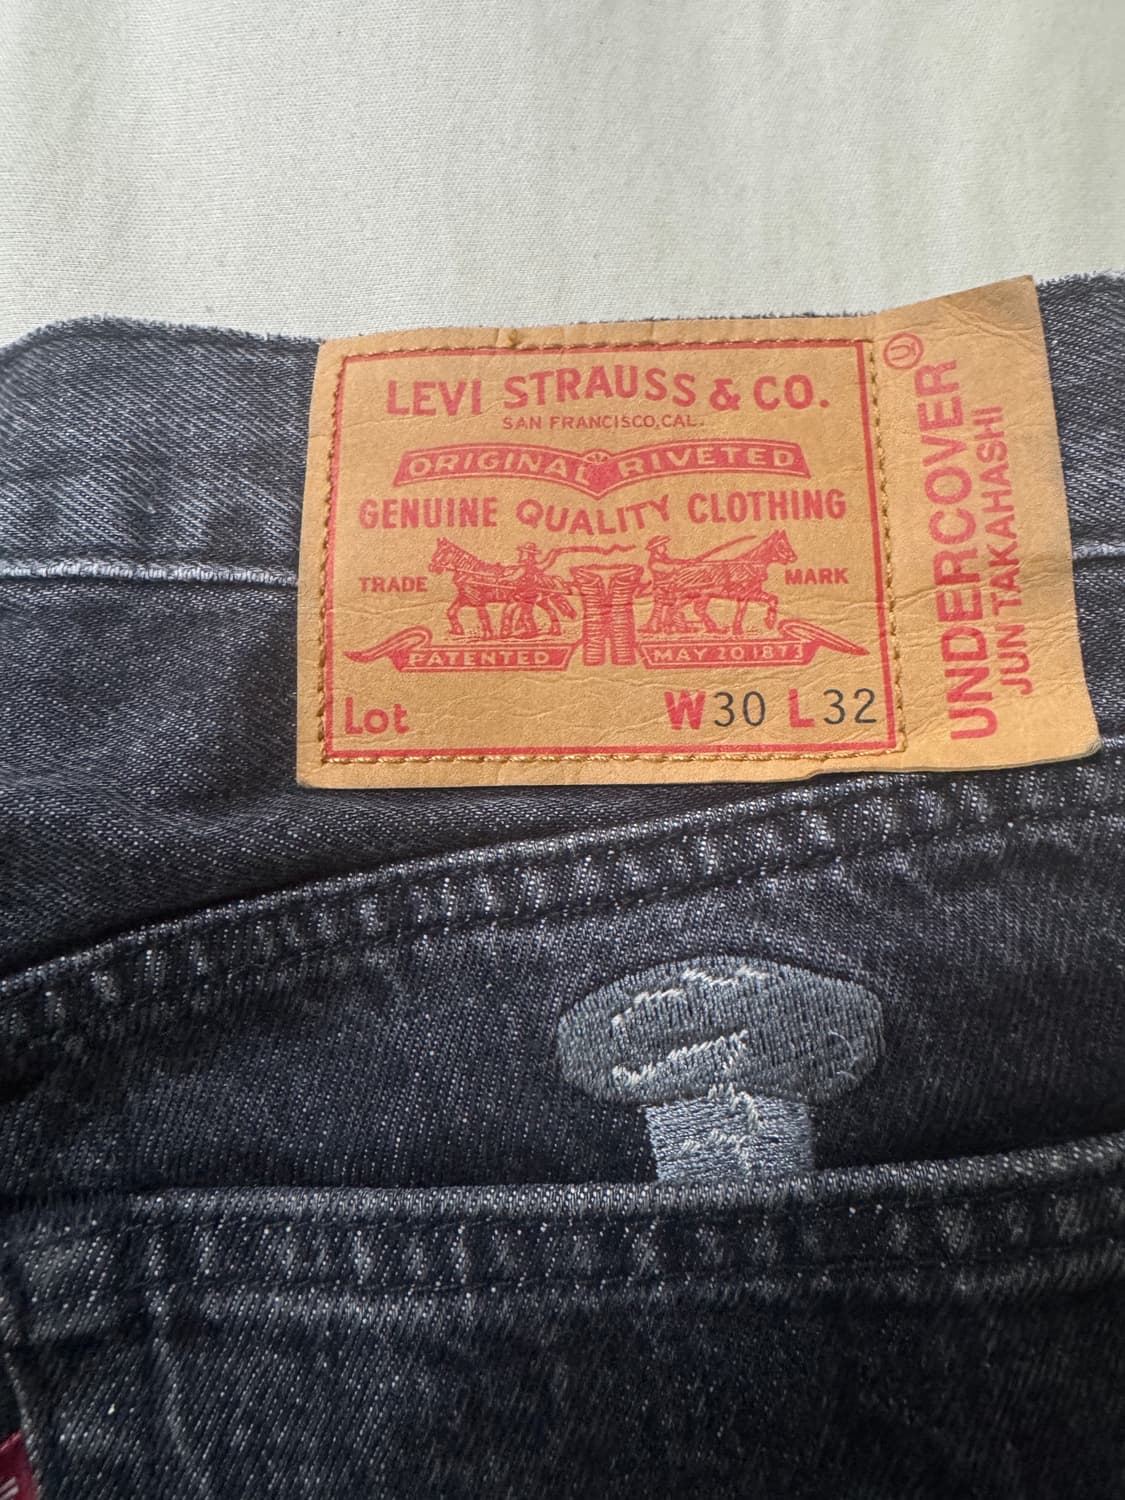 LEVI STRAUSS & CO.
SAN FRANCISCO, CAL.
ORIGINAL RIVETED
GENUINE QUALITY CLOTHING
TRADE MARK
PATENTED MAY 20 1873
Lot W30 L32
U
UNDERCOVER
JUN TAKAHASHI